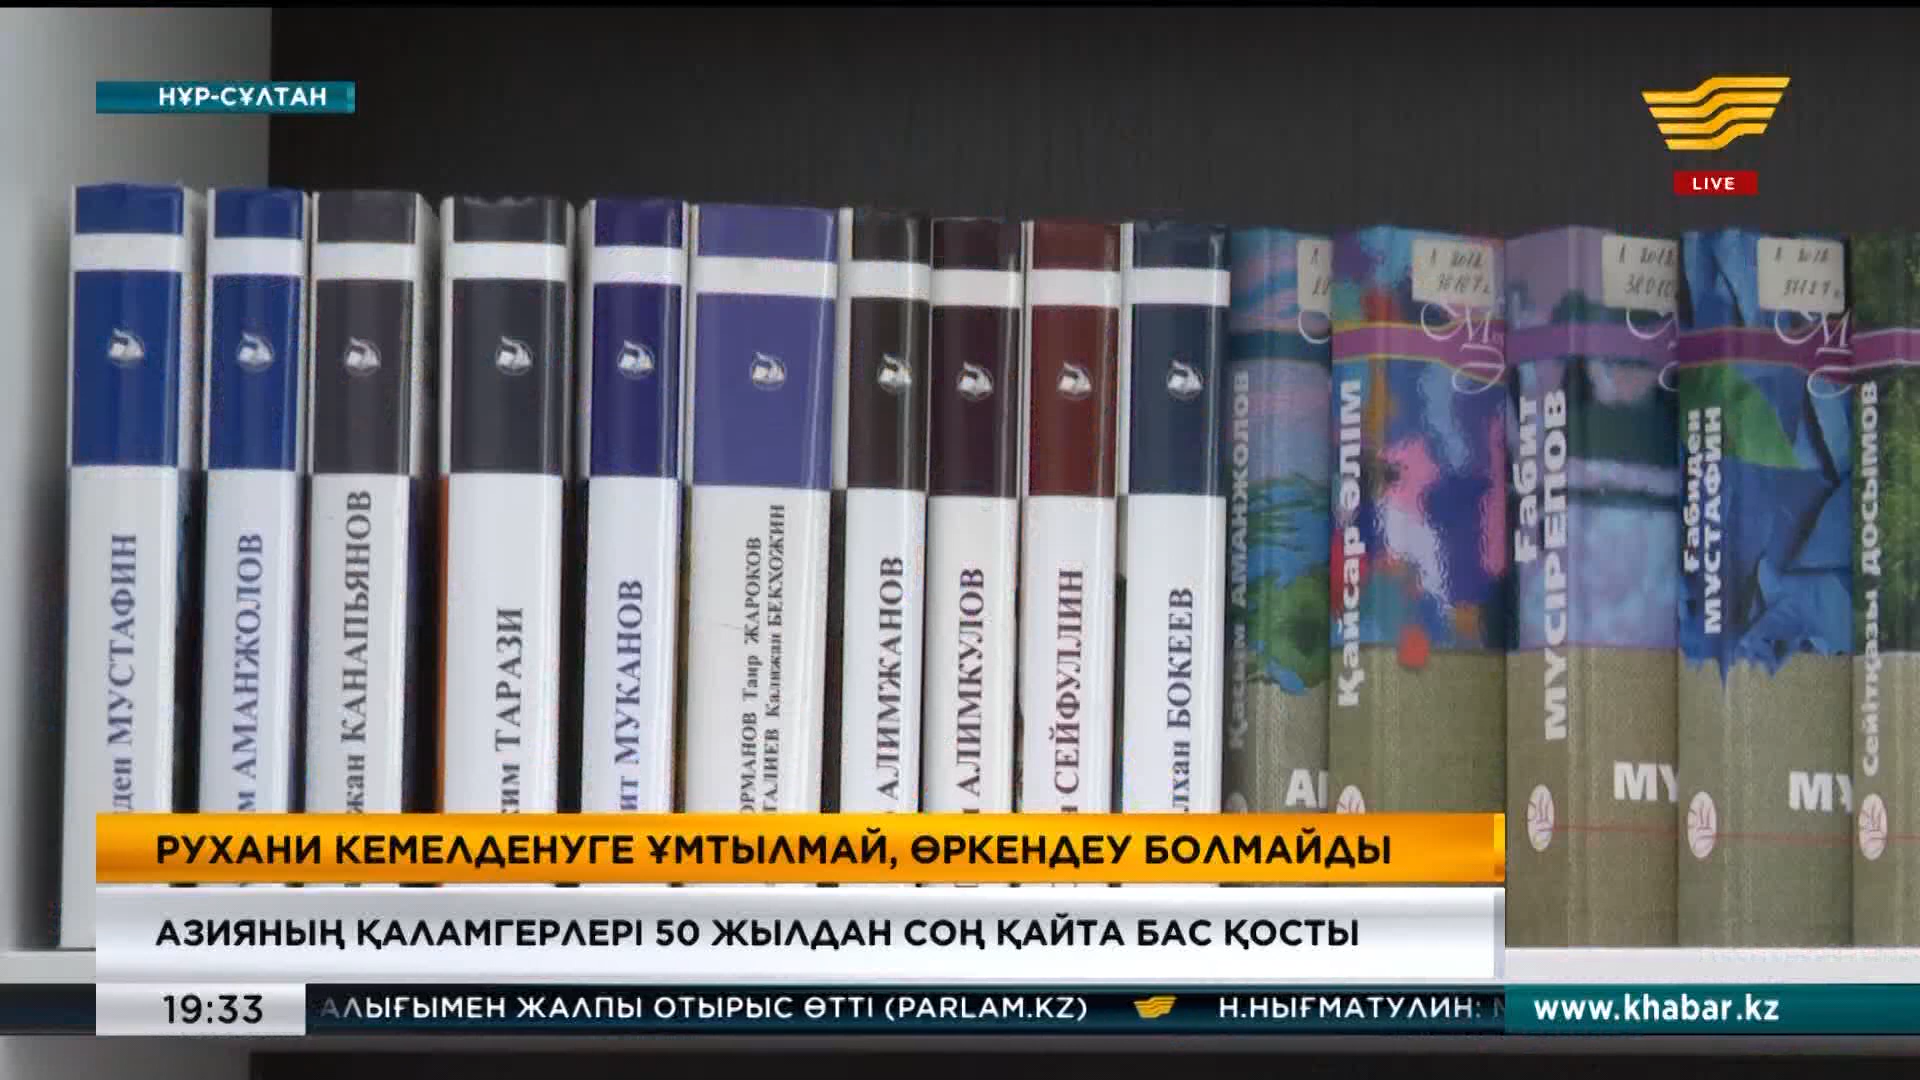 НҰР-СҰЛТАН
LIVE
МУСТАФИН
АМАНЖОЛОВ
КАНАПЬЯНОВ
ТАРАЗИ
МУКАНОВ
Таир ЖАРОКОВ
Калижан БЕКХОЖИН
АЛИМЖАНОВ
АЛИМКУЛОВ
СЕЙФУЛЛИН
БОКЕЕВ
Қасым АМАНЖОЛОВ
Қайсар ӘЛІМ
Ғабит МҮСІРЕПОВ
Ғабиден МУСТАФИН
Сейтқазы ДОСЫМОВ
РУХАНИ КЕМЕЛДЕНУГЕ ҰМТЫЛМАЙ, ӨРКЕНДЕУ БОЛМАЙДЫ
АЗИЯНЫҢ ҚАЛАМГЕРЛЕРІ 50 ЖЫЛДАН СОҢ ҚАЙТА БАС ҚОСТЫ
19:33 АЛЫҒЫМЕН ЖАЛПЫ ОТЫРЫС ӨТТІ (PARLAM.KZ) Н.НЫҒМАТУЛИН: www.khabar.kz